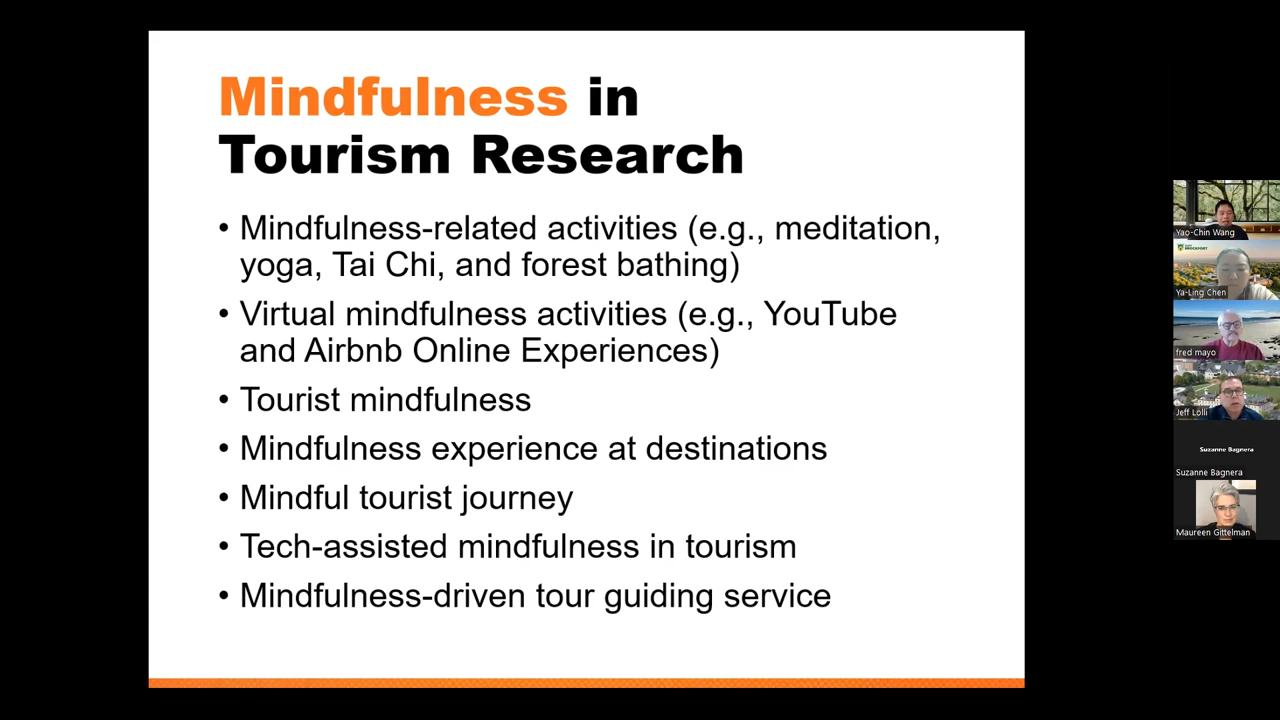 Mindfulness in
Tourism Research
• Mindfulness-related activities (e.g., meditation,
yoga, Tai Chi, and forest bathing)
• Virtual mindfulness activities (e.g., YouTube
and Airbnb Online Experiences)
• Tourist mindfulness
• Mindfulness experience at destinations
• Mindful tourist journey
• Tech-assisted mindfulness in tourism
• Mindfulness-driven tour guiding service
Yao-Chin Wang
BROCKPORT
Ya-Ling Chen
fred mayo
Jeff Lolli
Suzanne Bagnera
Suzanne Bagnera
Maureen Gittelman